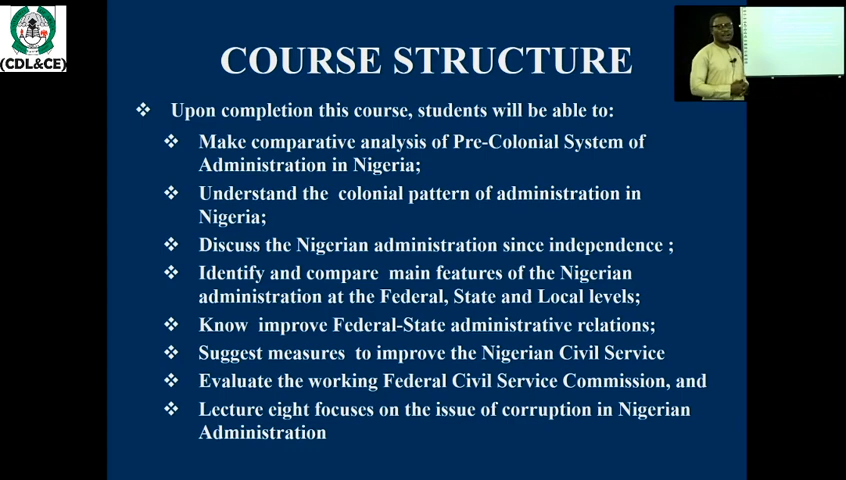 (CDL&CE)
COURSE STRUCTURE
Upon completion this course, students will be able to:
Make comparative analysis of Pre-Colonial System of
Administration in Nigeria;
Understand the colonial pattern of administration in
Nigeria;
Discuss the Nigerian administration since independence ;
Identify and compare main features of the Nigerian
administration at the Federal, State and Local levels;
Know improve Federal-State administrative relations;
Suggest measures to improve the Nigerian Civil Service
Evaluate the working Federal Civil Service Commission, and
Lecture eight focuses on the issue of corruption in Nigerian
Administration